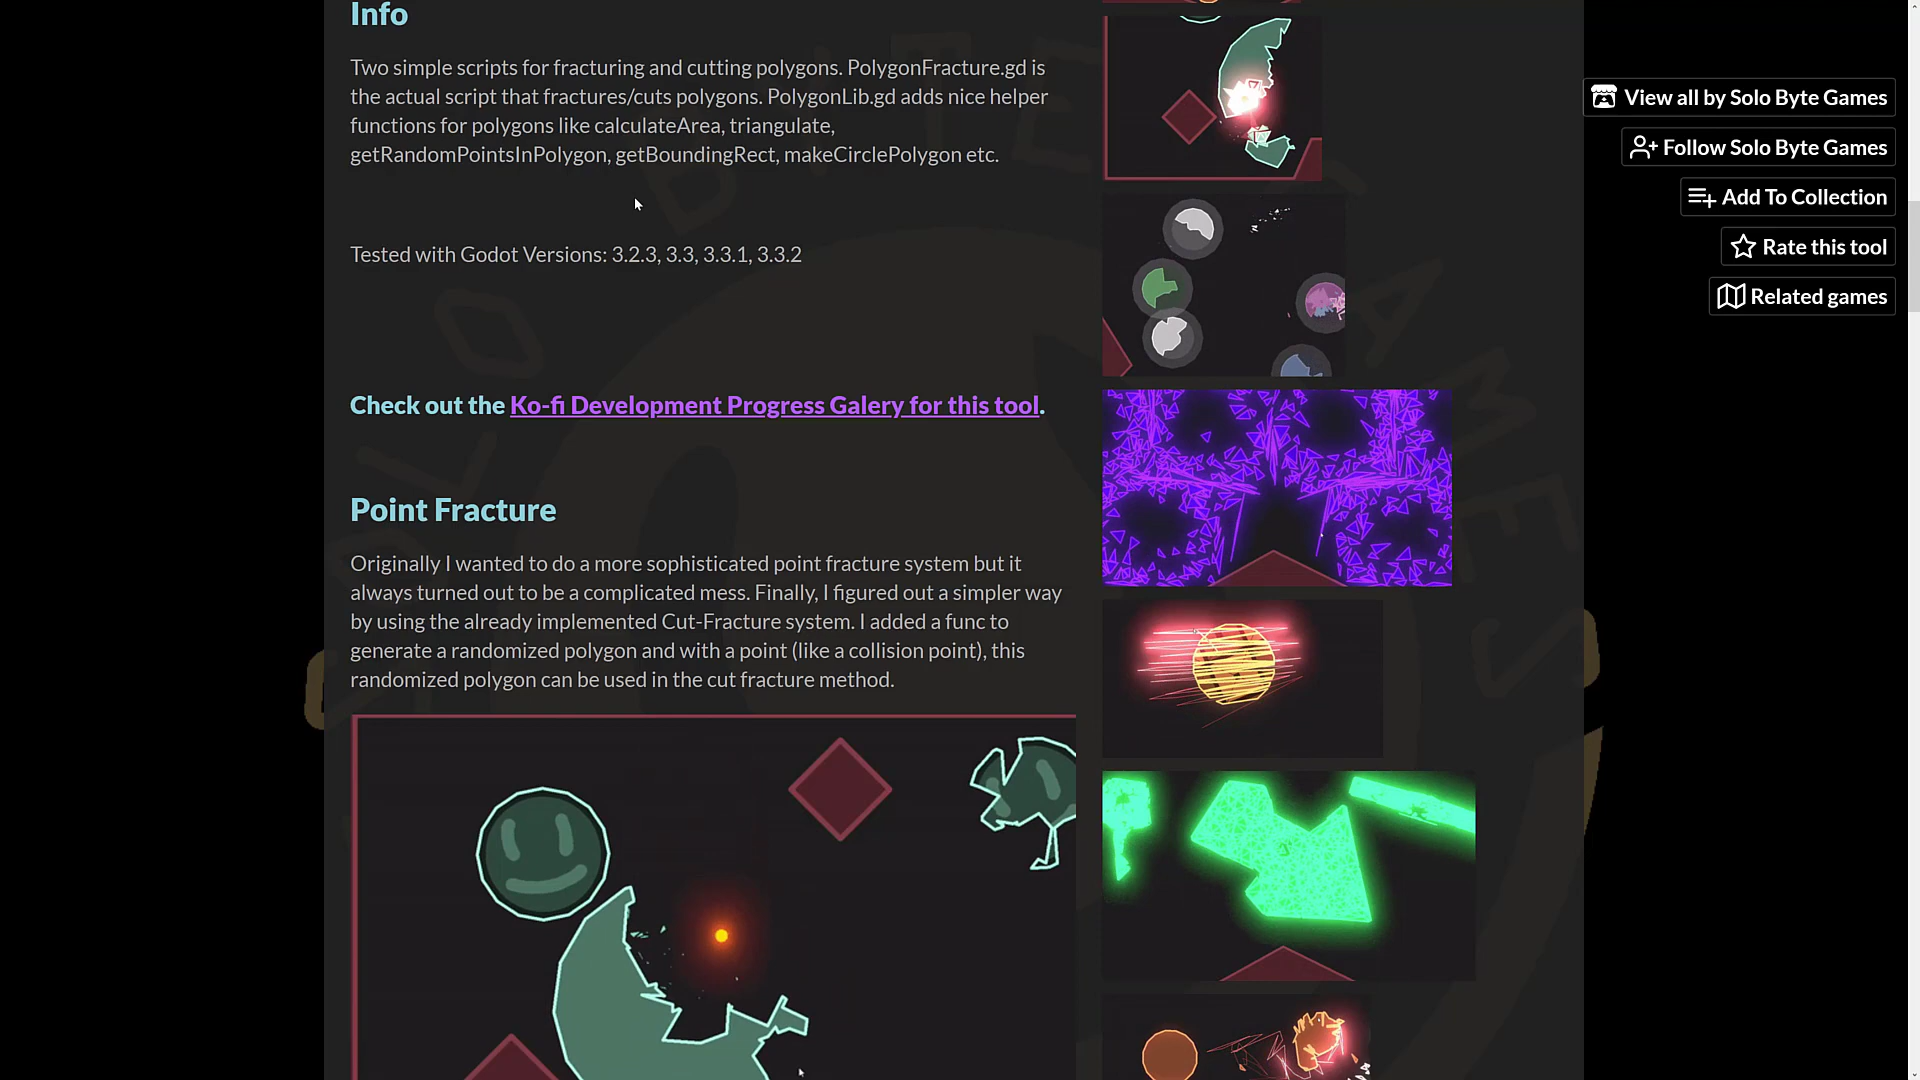 Info
Two simple scripts for fracturing and cutting polygons. PolygonFracture.gd is
the actual script that fractures/cuts polygons. PolygonLib.gd adds nice helper
functions for polygons like calculateArea, triangulate,
getRandomPointsInPolygon, getBoundingRect, makeCirclePolygon etc.
Tested with Godot Versions: 3.2.3, 3.3, 3.3.1, 3.3.2
Check out the Ko-fi Development Progress Galery for this tool.
Point Fracture
Originally I wanted to do a more sophisticated point fracture system but it
always turned out to be a complicated mess. Finally, I figured out a simpler way
by using the already implemented Cut-Fracture system. I added a func to
generate a randomized polygon and with a point (like a collision point), this
randomized polygon can be used in the cut fracture method.
View all by Solo Byte Games
Follow Solo Byte Games
Add To Collection
Rate this tool
Related games